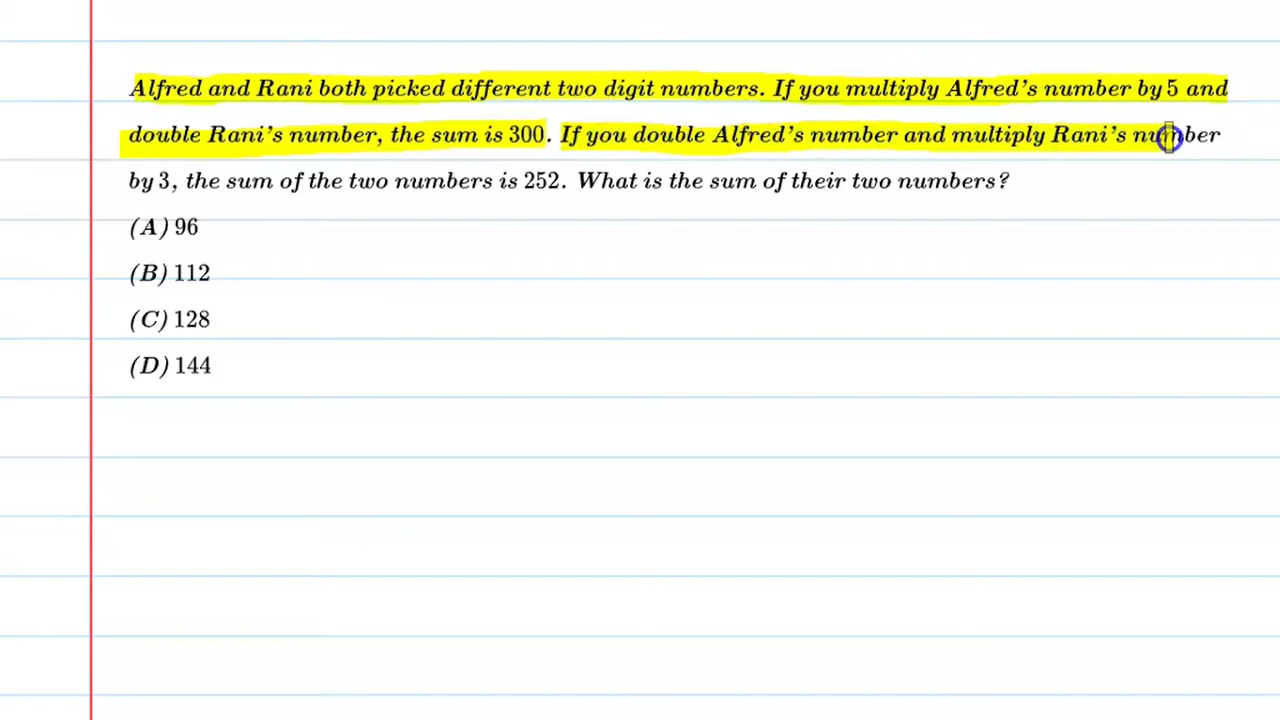 Alfred and Rani both picked different two digit numbers. If you multiply Alfred's number by 5 and
double Rani's number, the sum is 300. If you double Alfred's number and multiply Rani's number
by 3, the sum of the two numbers is 252. What is the sum of their two numbers?
(A) 96
(B) 112
(C) 128
(D) 144